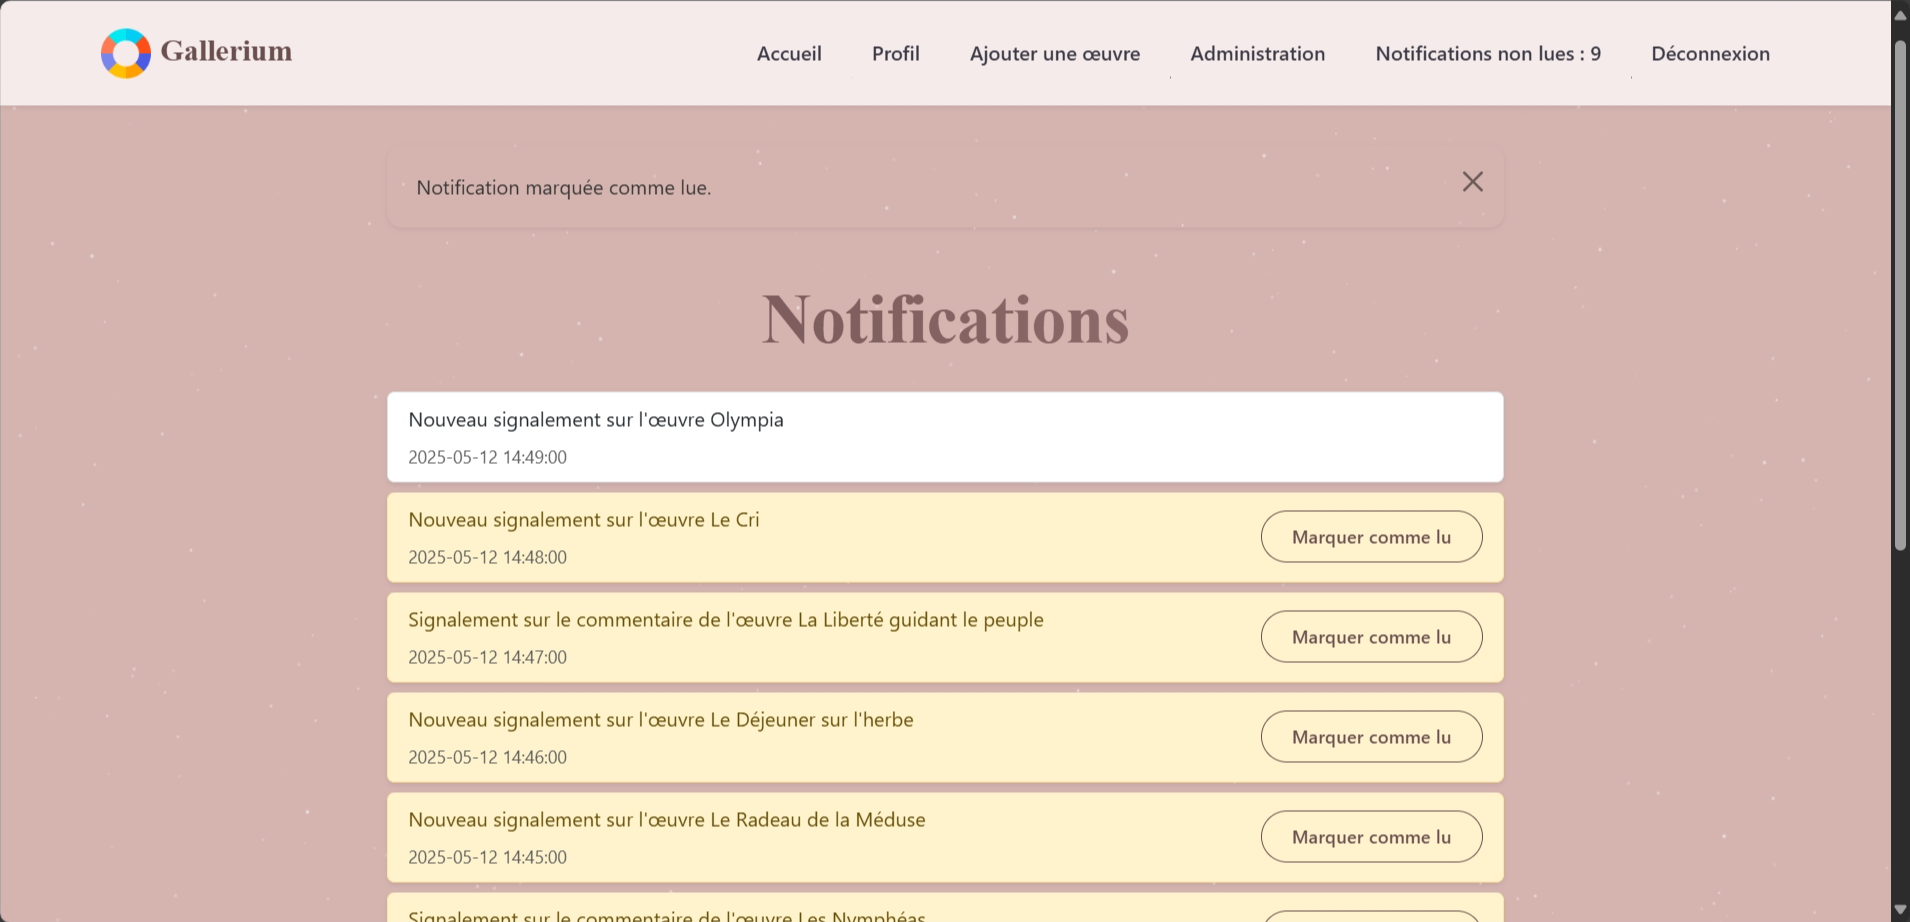 Gallerium
Accueil
Profil
Ajouter une œuvre
Administration
Notifications non lues : 9
Déconnexion
Notification marquée comme lue.
Notifications
Nouveau signalement sur l'œuvre Olympia
2025-05-12 14:49:00
Nouveau signalement sur l'œuvre Le Cri
2025-05-12 14:48:00
Marquer comme lu
Signalement sur le commentaire de l'œuvre La Liberté guidant le peuple
2025-05-12 14:47:00
Marquer comme lu
Nouveau signalement sur l'œuvre Le Déjeuner sur l'herbe
2025-05-12 14:46:00
Marquer comme lu
Nouveau signalement sur l'œuvre Le Radeau de la Méduse
2025-05-12 14:45:00
Marquer comme lu
Signalement sur le commentaire de l'œuvre Les Nymphéas